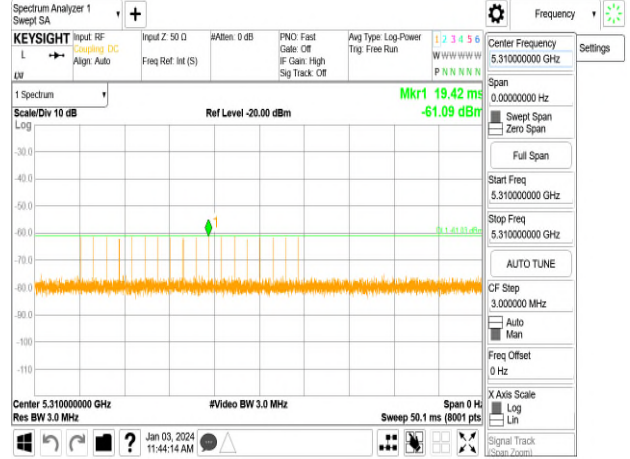 Spectrum Analyzer 1
Swept SA
Frequency
KEYSIGHT
L
Input: RF
Coupling: DC
Align: Auto
Input Z: 50 Ω
Freq Ref: Int (S)
#Atten: 0 dB
PNO: Fast
Gate: Off
IF Gain: High
Sig Track: Off
Avg Type: Log-Power
Trig: Free Run
1 2 3 4 5 6
W W W W W W
P N N N N N
Settings
1 Spectrum
Scale/Div 10 dB
Log
Ref Level -20.00 dBm
Mkr1 19.42 ms
-61.09 dBm
-30.0
-40.0
-50.0
-60.0
-70.0
-80.0
-90.0
-100
-110
1
Center 5.310000000 GHz
Res BW 3.0 MHz
#Video BW 3.0 MHz
Span 0 Hz
Sweep 50.1 ms (8001 pts
Jan 03, 2024
11:44:14 AM
Center Frequency
5.310000000 GHz
Span
0.00000000 Hz
Swept Span
Zero Span
Full Span
Start Freq
5.310000000 GHz
Stop Freq
5.310000000 GHz
AUTO TUNE
CF Step
3.000000 MHz
Auto
Man
Freq Offset
0 Hz
X Axis Scale
Log
Lin
Signal Track
(Span Zoom)